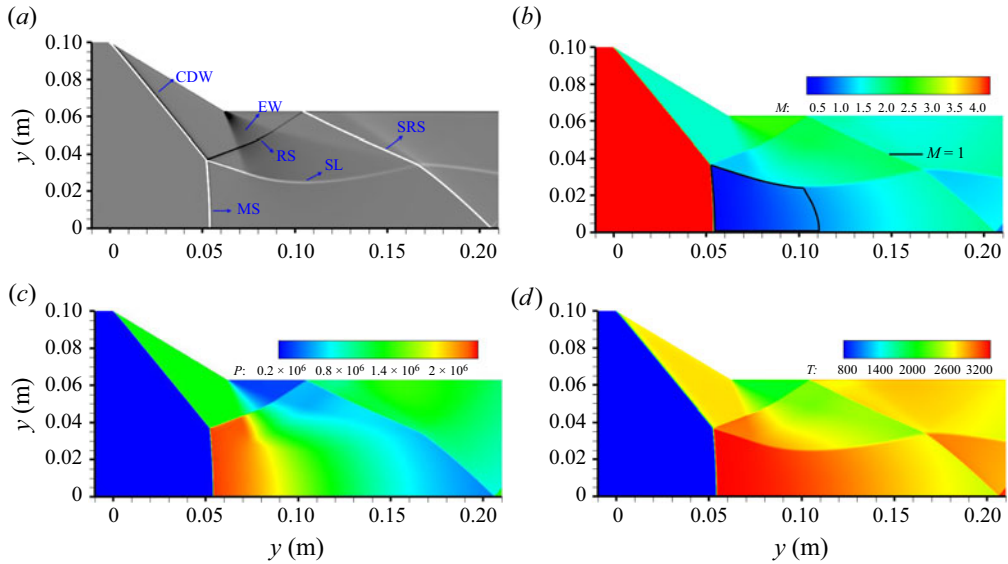 (a)
0.10
0.08
0.06
0.04
0.02
0
y (m)
CDW
EW
RS
SRS
SL
MS
0 0.05 0.10 0.15 0.20
(b)
0.10
0.08
0.06
0.04
0.02
0
M: 0.5 1.0 1.5 2.0 2.5 3.0 3.5 4.0
M = 1
0 0.05 0.10 0.15 0.20
(c)
0.10
0.08
0.06
0.04
0.02
0
y (m)
P: 0.2 × 10⁶ 0.8 × 10⁶ 1.4 × 10⁶ 2 × 10⁶
0 0.05 0.10 0.15 0.20
y (m)
(d)
0.10
0.08
0.06
0.04
0.02
0
T: 800 1400 2000 2600 3200
0 0.05 0.10 0.15 0.20
y (m)